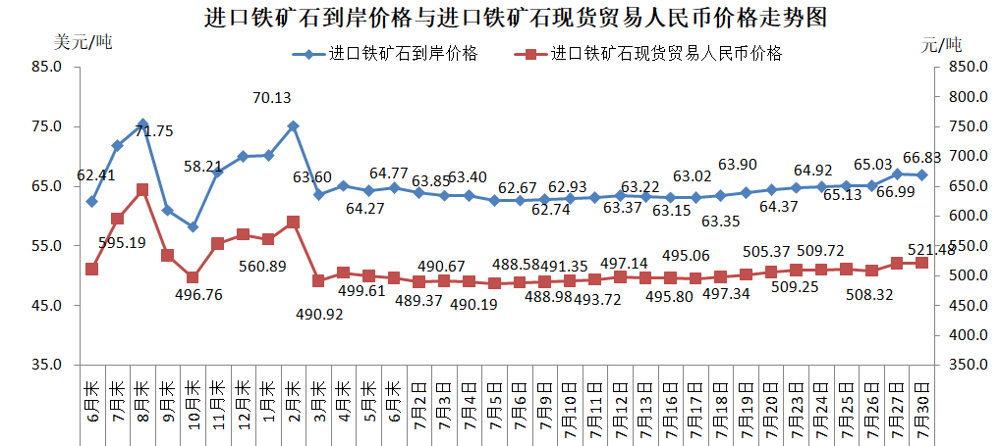 进口铁矿石到岸价格与进口铁矿石现货贸易人民币价格走势图
美元/吨
元/吨
进口铁矿石到岸价格
进口铁矿石现货贸易人民币价格
85.0
75.0
65.0
55.0
45.0
35.0
850.0
800.0
750.0
700.0
650.0
600.0
550.0
500.0
450.0
400.0
350.0
62.41
71.75
58.21
70.13
63.60
64.27
64.77
63.85
63.40
62.67
62.74
62.93
63.37
63.22
63.15
63.02
63.35
63.90
64.37
64.92
65.13
65.03
66.99
66.83
595.19
496.76
560.89
490.92
499.61
489.37
490.67
490.19
488.58
488.98
491.35
493.72
497.14
495.80
495.06
497.34
505.37
509.25
509.72
508.32
521.48
6月末
7月末
8月末
9月末
10月末
11月末
12月末
1月末
2月末
3月末
4月末
5月末
6月末
7月2日
7月3日
7月4日
7月5日
7月6日
7月9日
7月10日
7月11日
7月12日
7月13日
7月16日
7月17日
7月18日
7月19日
7月20日
7月23日
7月24日
7月25日
7月26日
7月27日
7月30日